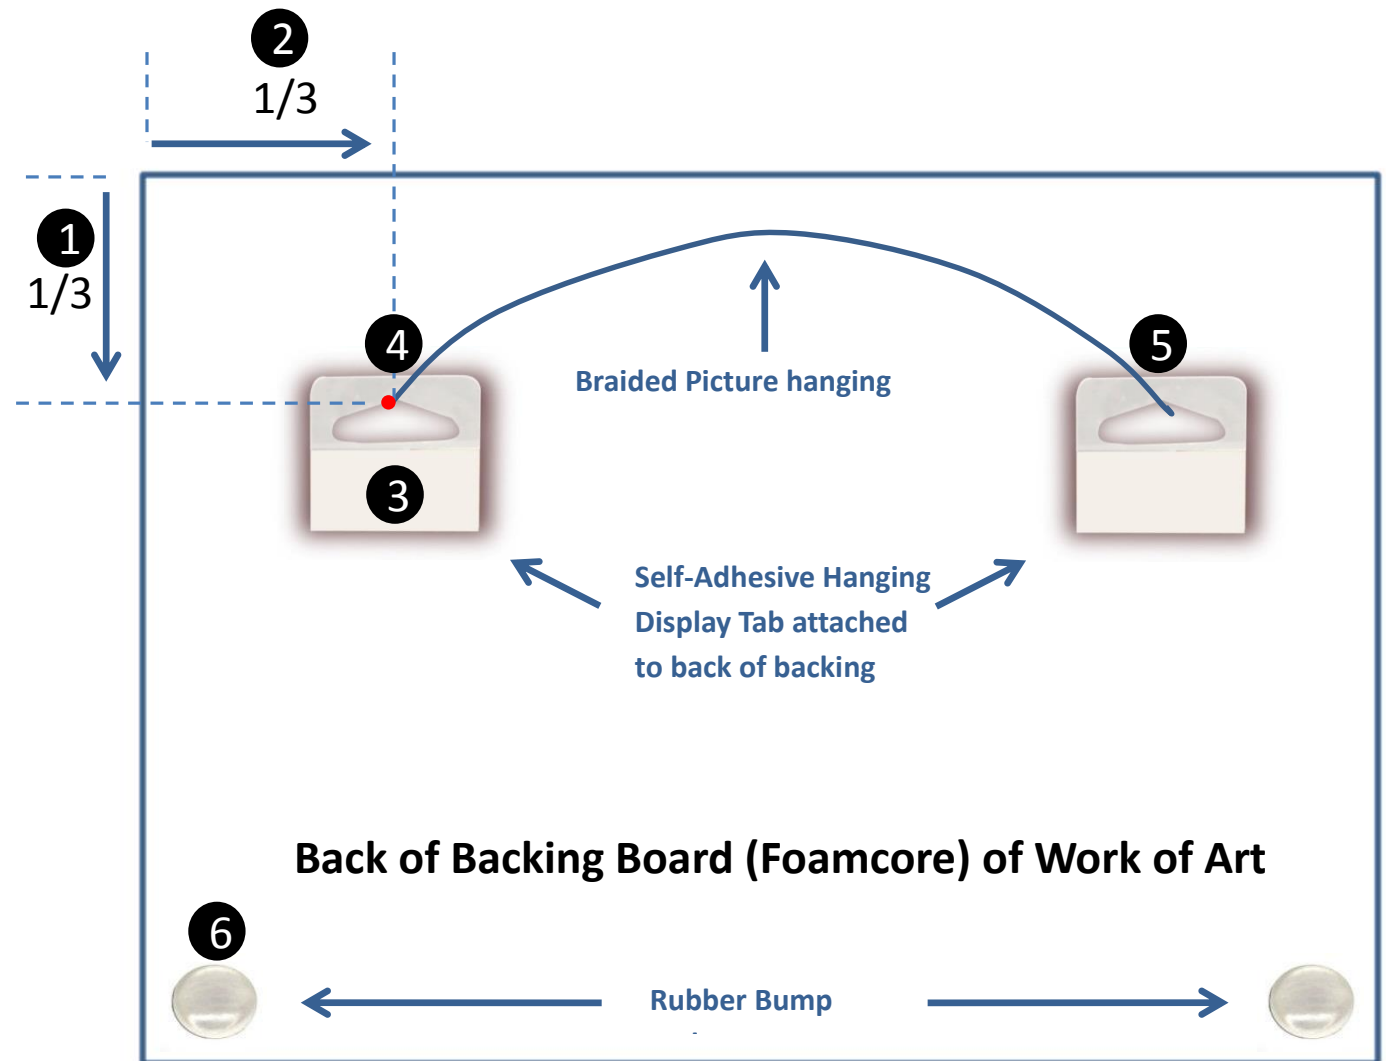 2
1/3
1
1/3
4
5
Braided Picture hanging
3
Self-Adhesive Hanging
Display Tab attached
to back of backing
Back of Backing Board (Foamcore) of Work of Art
6
Rubber Bump